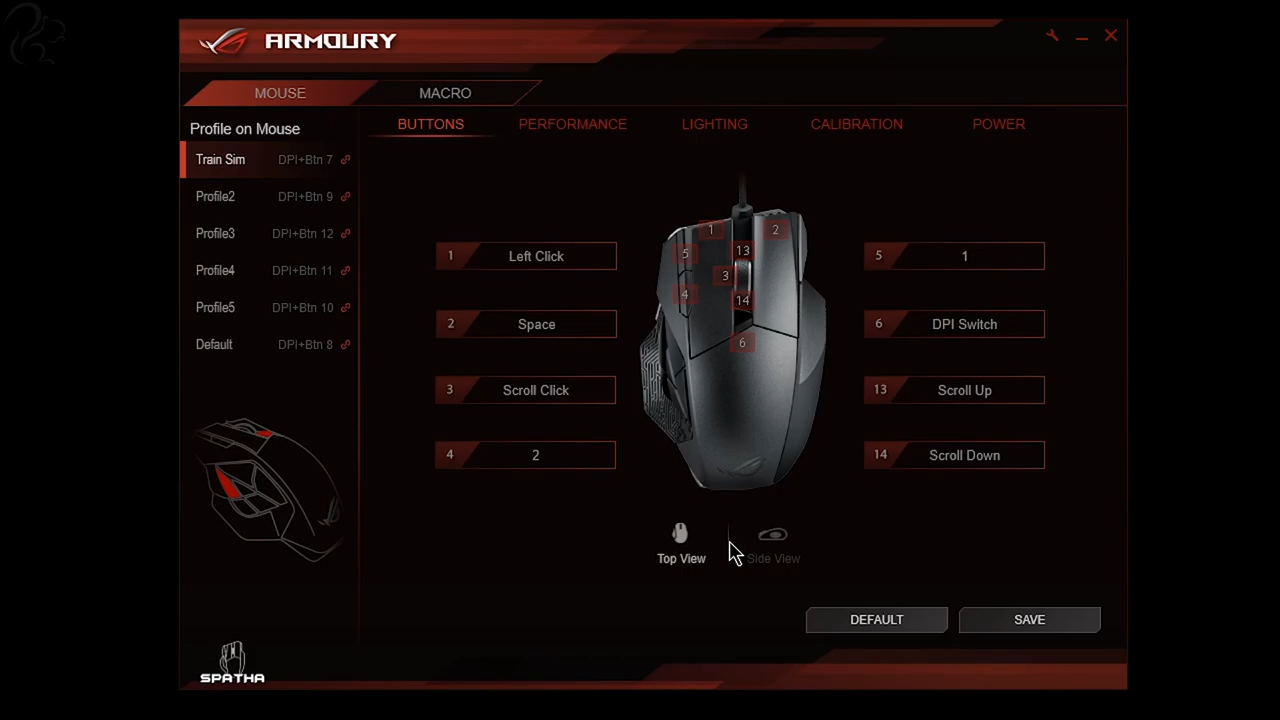 ARMOURY
MOUSE
MACRO
Profile on Mouse
Train Sim DPI+Btn 7
Profile2 DPI+Btn 9
Profile3 DPI+Btn 12
Profile4 DPI+Btn 11
Profile5 DPI+Btn 10
Default DPI+Btn 8
BUTTONS
PERFORMANCE
LIGHTING
CALIBRATION
POWER
1 Left Click
2 Space
3 Scroll Click
4 2
1
2
5
13
3
4
14
6
5 1
6 DPI Switch
13 Scroll Up
14 Scroll Down
Top View
Side View
DEFAULT
SAVE
SPATHA